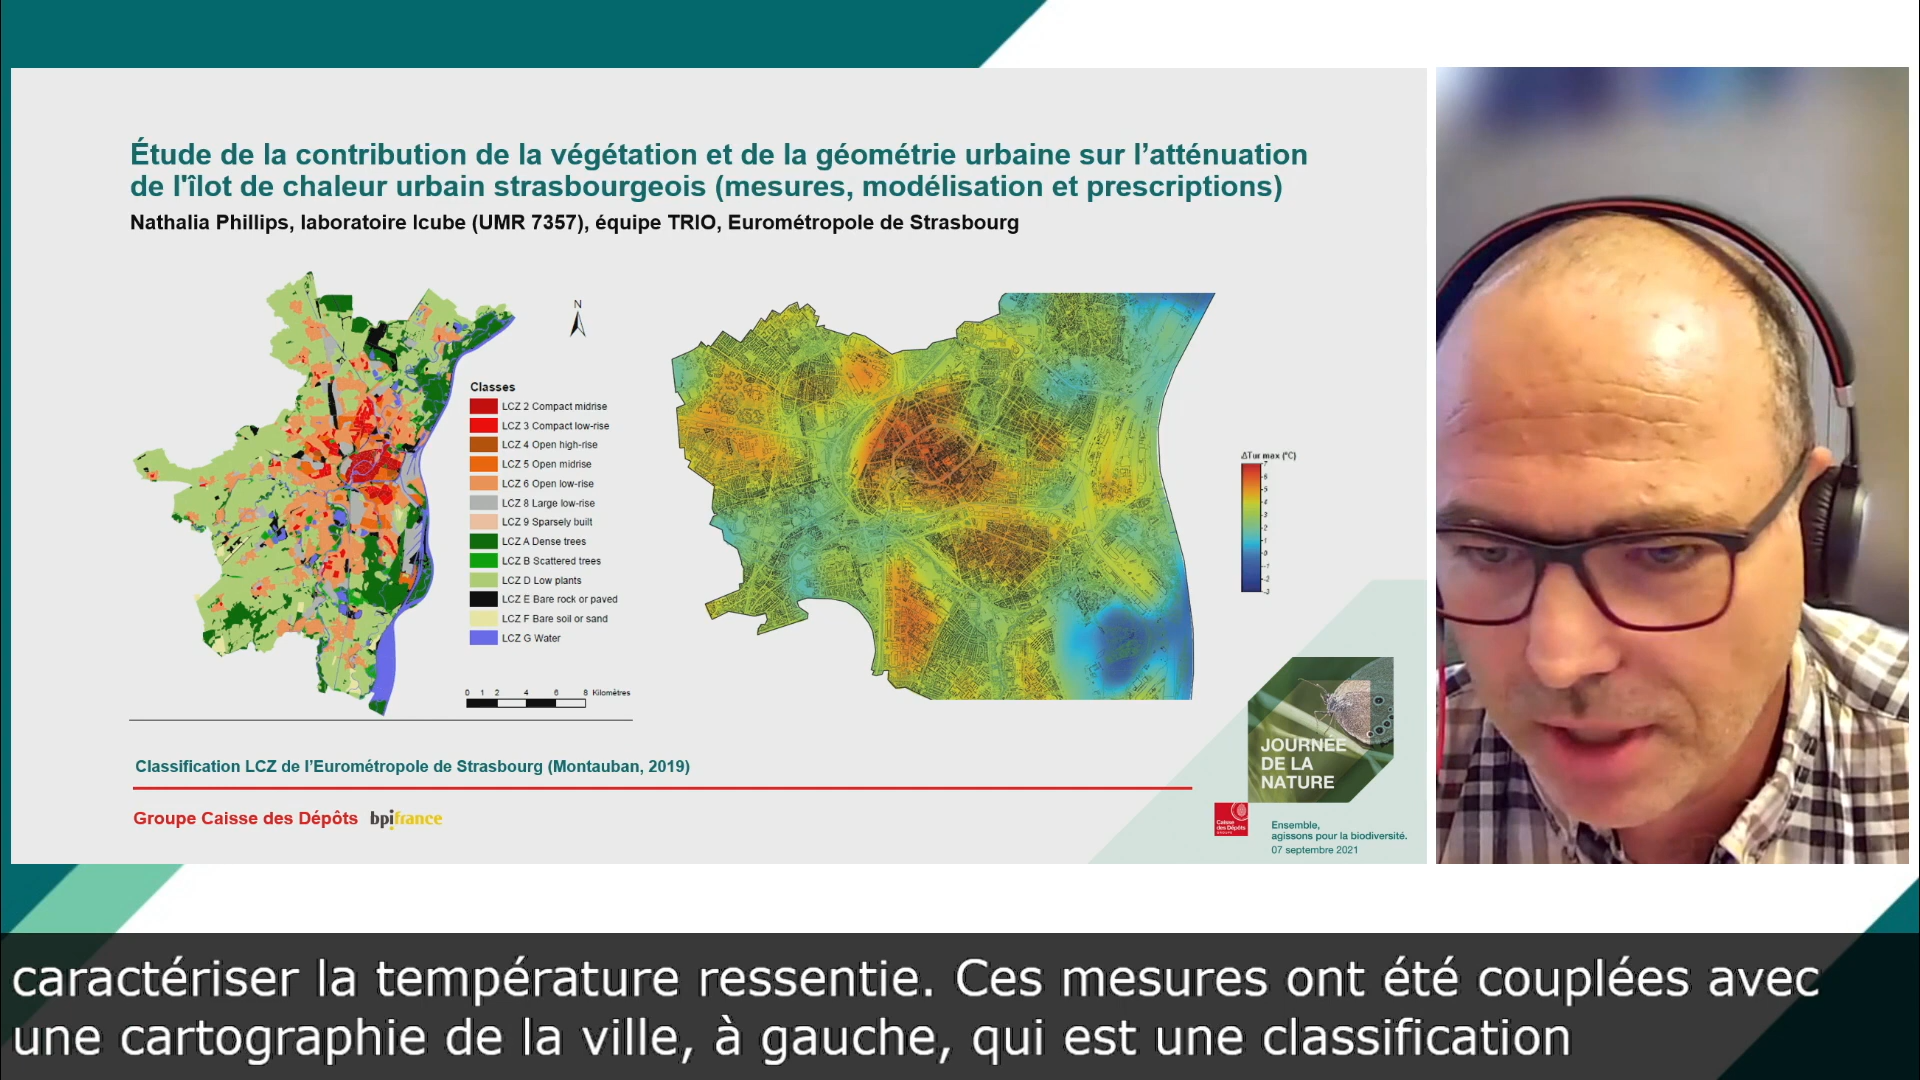 Étude de la contribution de la végétation et de la géométrie urbaine sur l’atténuation
de l'îlot de chaleur urbain strasbourgeois (mesures, modélisation et prescriptions)
Nathalia Phillips, laboratoire Icube (UMR 7357), équipe TRIO, Eurométropole de Strasbourg
N
Classes
LCZ 2 Compact midrise
LCZ 3 Compact low-rise
LCZ 4 Open high-rise
LCZ 5 Open midrise
LCZ 6 Open low-rise
LCZ 8 Large low-rise
LCZ 9 Sparsely built
LCZ A Dense trees
LCZ B Scattered trees
LCZ D Low plants
LCZ E Bare rock or paved
LCZ F Bare soil or sand
LCZ G Water
0 1 2 4 6 8 Kilomètres
ΔTur max (°C)
Classification LCZ de l’Eurométropole de Strasbourg (Montauban, 2019)
Groupe Caisse des Dépôts bpifrance
JOURNÉE
DE LA
NATURE
Caisse
des Dépôts
GROUPE
Ensemble,
agissons pour la biodiversité.
07 septembre 2021
caractériser la température ressentie. Ces mesures ont été couplées avec
une cartographie de la ville, à gauche, qui est une classification